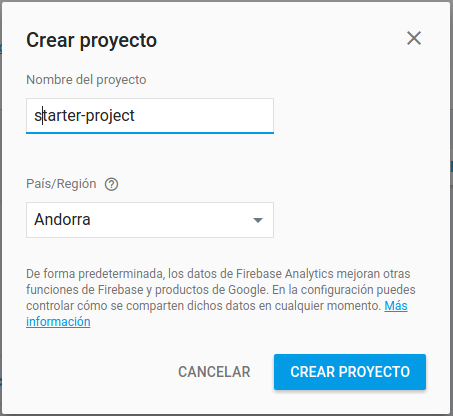 Crear proyecto
Nombre del proyecto
starter-project
País/Región
Andorra
De forma predeterminada, los datos de Firebase Analytics mejoran otras
funciones de Firebase y productos de Google. En la configuración puedes
controlar cómo se comparten dichos datos en cualquier momento. Más
información
CANCELAR CREAR PROYECTO